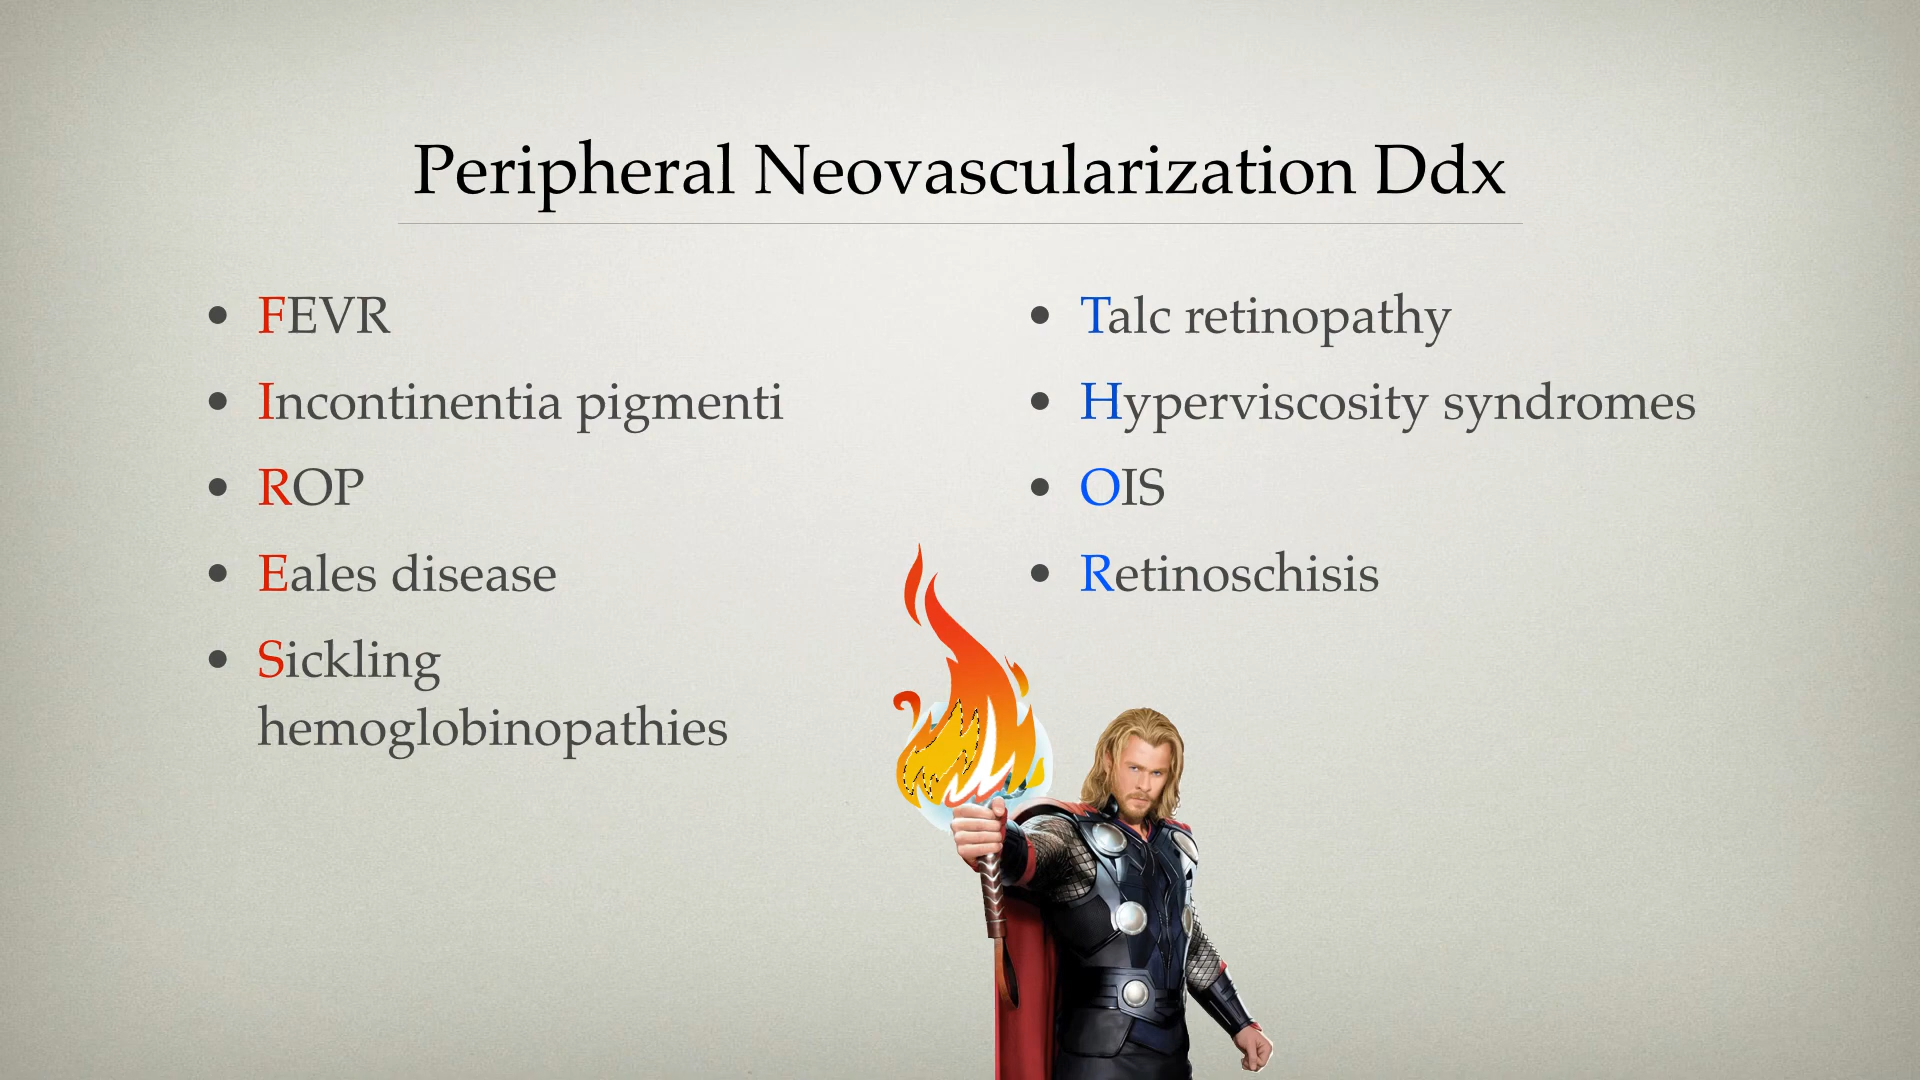 Peripheral Neovascularization Ddx
• FEVR
• Incontinentia pigmenti
• ROP
• Eales disease
• Sickling
hemoglobinopathies
• Talc retinopathy
• Hyperviscosity syndromes
• OIS
• Retinoschisis